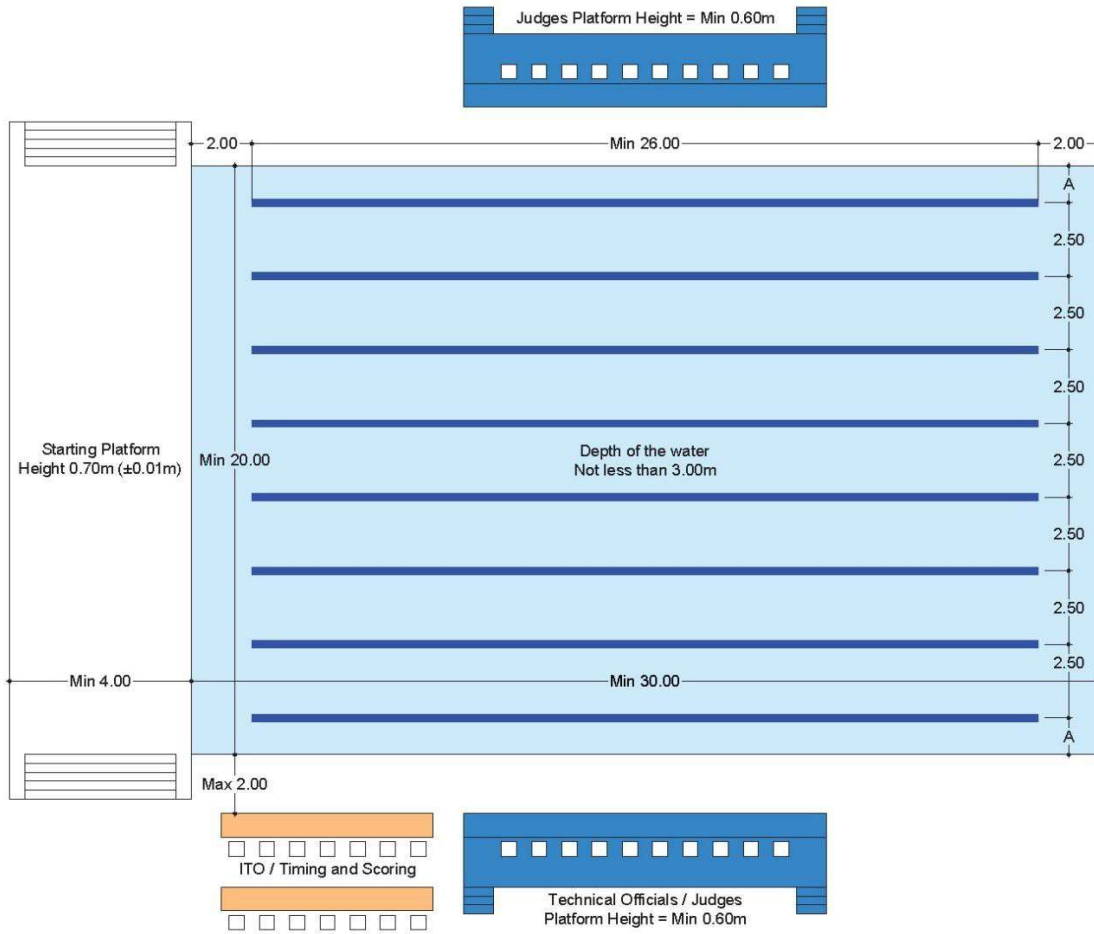 Judges Platform Height = Min 0.60m
2.00
Min 26.00
2.00
A
2.50
2.50
2.50
Starting Platform
Height 0.70m (±0.01m)
Min 20.00
Depth of the water
Not less than 3.00m
2.50
2.50
2.50
2.50
Min 4.00
Min 30.00
A
Max 2.00
ITO / Timing and Scoring
Technical Officials / Judges
Platform Height = Min 0.60m